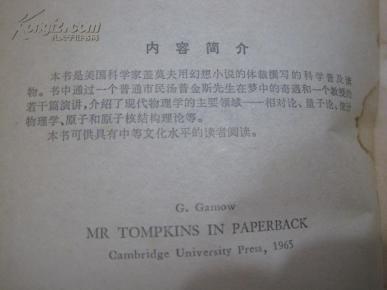 内容简介
本书是美国科学家盖莫夫用幻想小说的体裁撰写的科学普及读
物。书中通过一个普通市民汤普金斯先生在梦中的奇遇和一个教授的
若干篇演讲，介绍了现代物理学的主要领域——相对论、量子论、统计
物理学、原子和原子核结构理论等。
本书可供具有中等文化水平的读者阅读。
G. Gamow
MR TOMPKINS IN PAPERBACK
Cambridge University Press, 1965